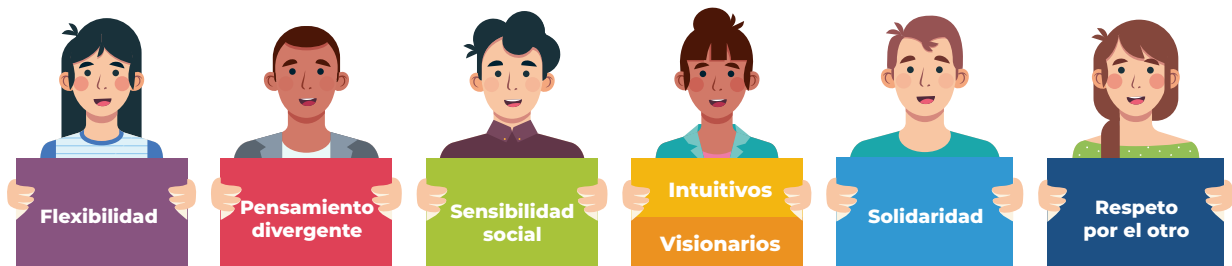 Flexibilidad
Pensamiento
divergente
Sensibilidad
social
Intuitivos
Visionarios
Solidaridad
Respeto
por el otro